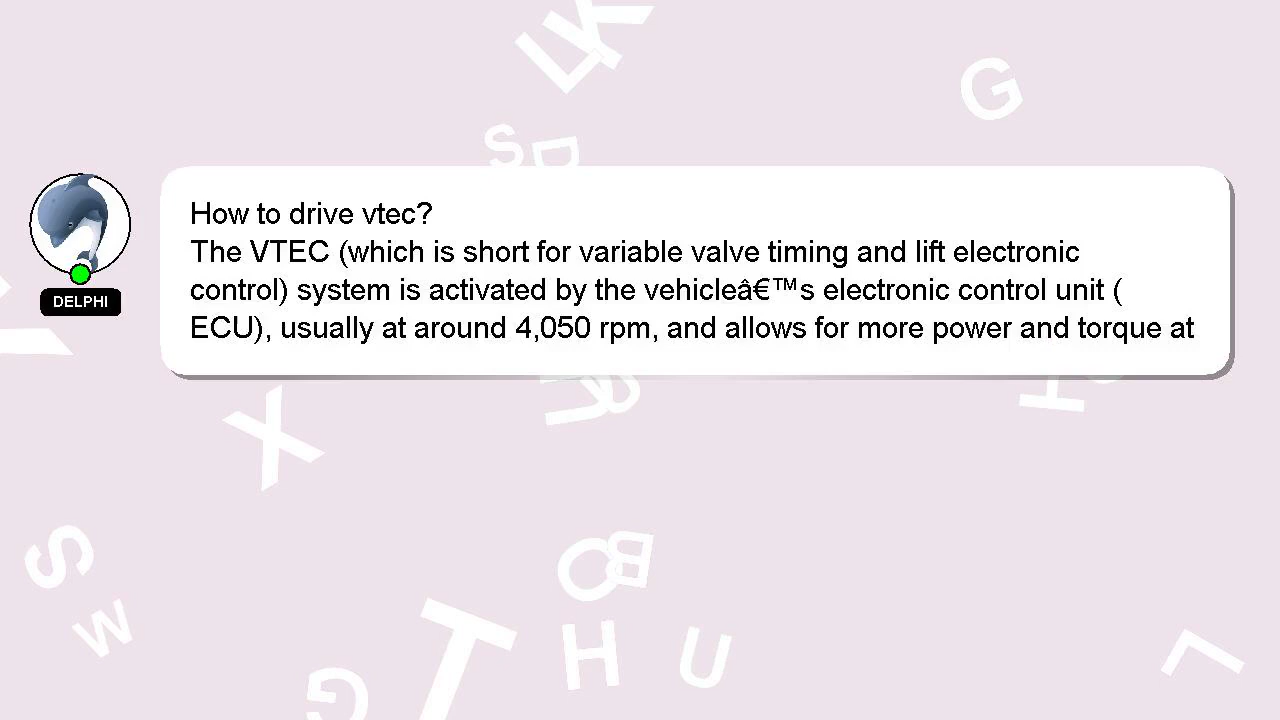 How to drive vtec?
The VTEC (which is short for variable valve timing and lift electronic
control) system is activated by the vehicleâ€™s electronic control unit (
ECU), usually at around 4,050 rpm, and allows for more power and torque at
DELPHI
L
K
G
S
D
X
S
W
C
B
T
H
U
G
L